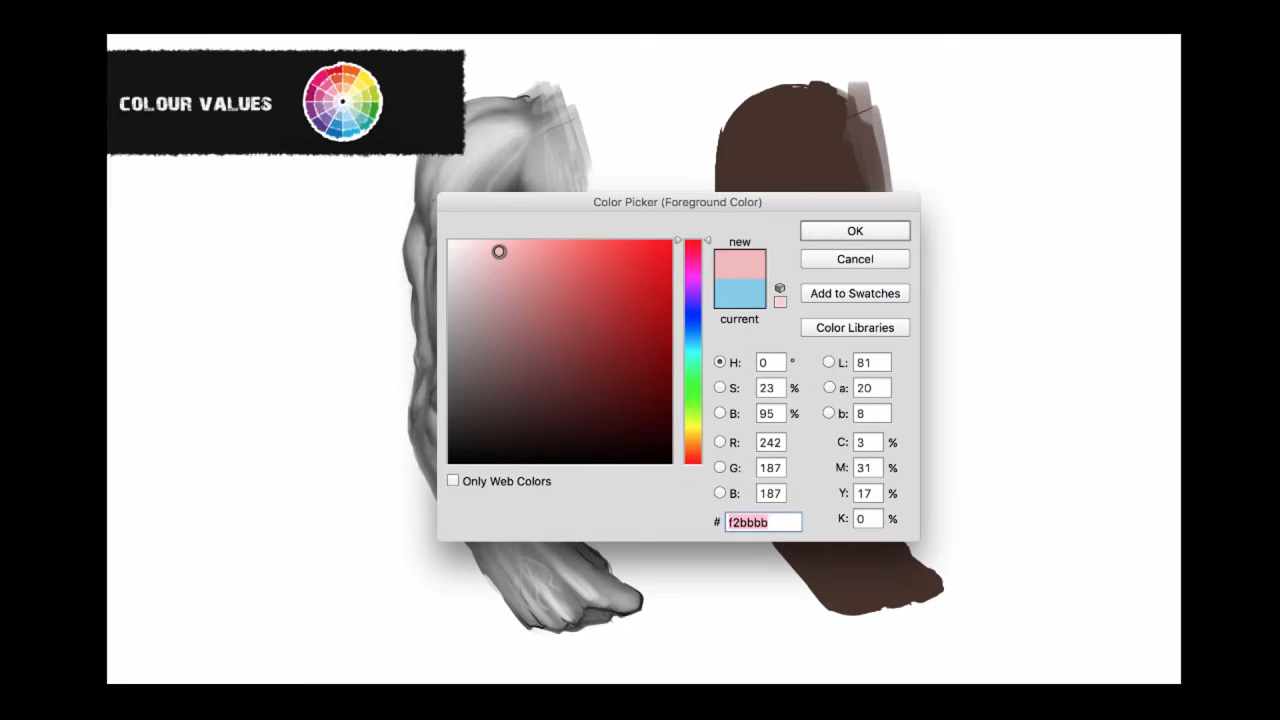 COLOUR VALUES
Color Picker (Foreground Color)
new
current
OK
Cancel
Add to Swatches
Color Libraries
H: 0 °
S: 23 %
B: 95 %
R: 242
G: 187
B: 187
# f2bbbb
L: 81
a: 20
b: 8
C: 3 %
M: 31 %
Y: 17 %
K: 0 %
Only Web Colors